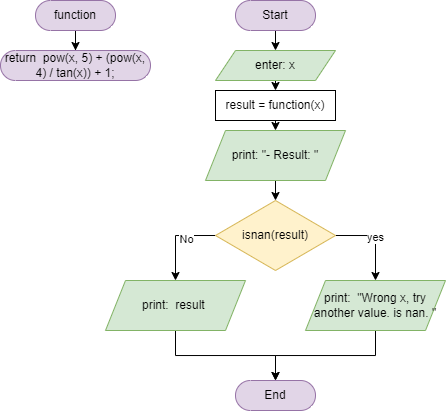 function
Start
return  pow(x, 5) + (pow(x,
4) / tan(x)) + 1;
enter: x
result = function(x)
print: "- Result: "
isnan(result)
No
yes
print:  result
print:  "Wrong x, try
another value. is nan. "
End